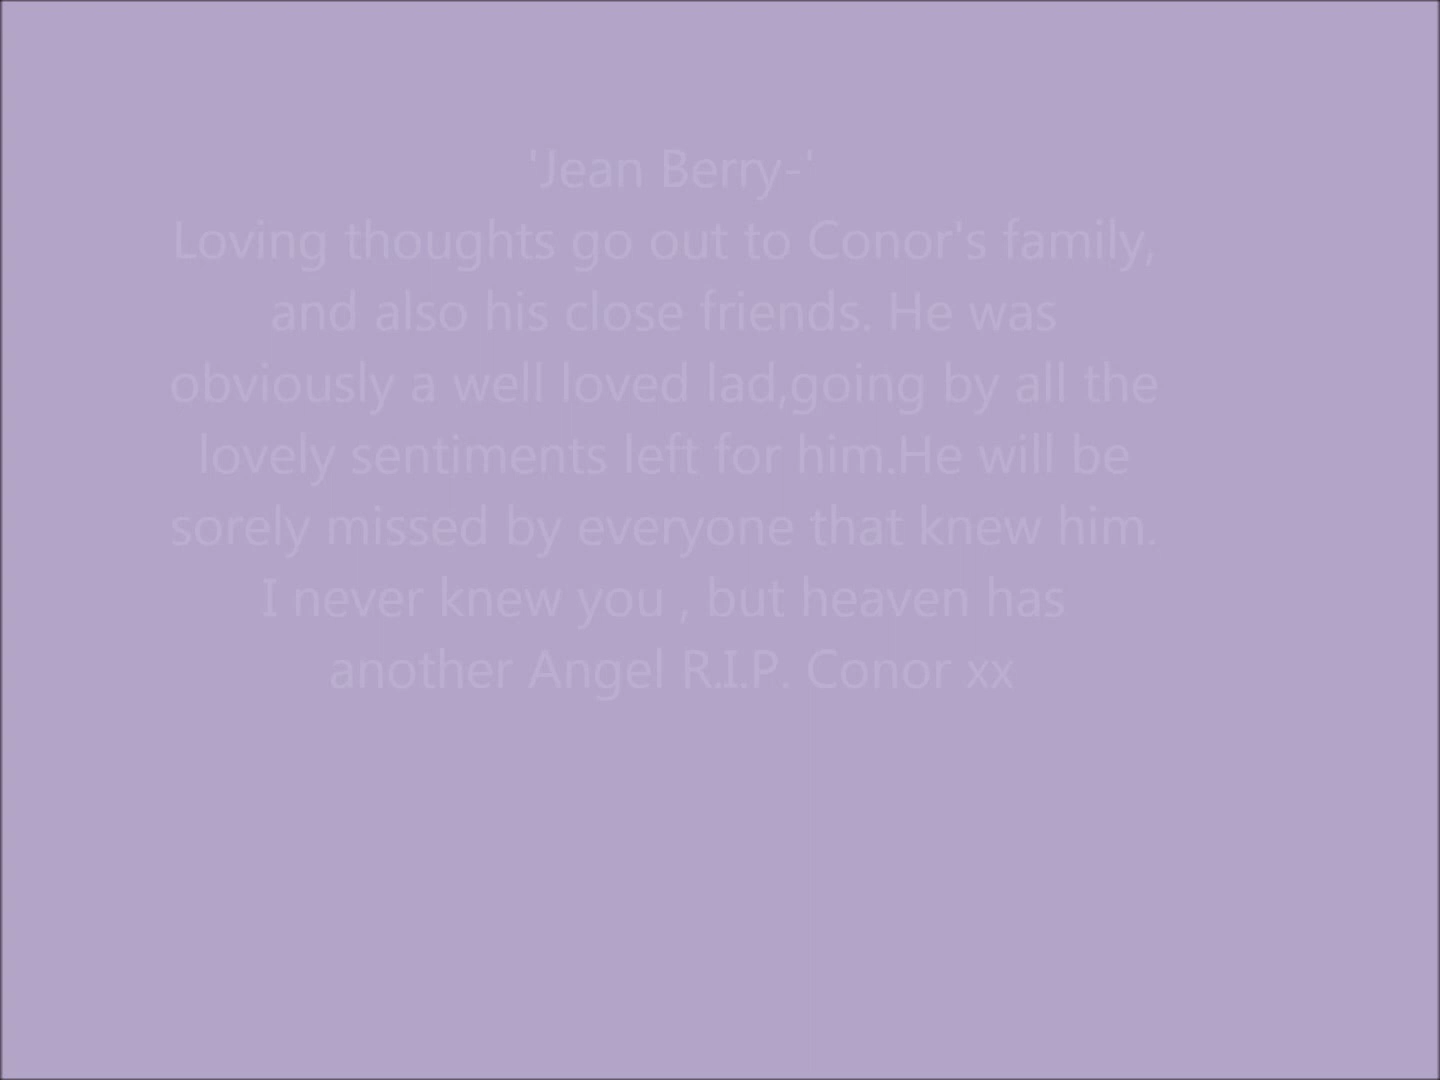 'Jean Berry-'
Loving thoughts go out to Conor's family,
and also his close friends. He was
obviously a well loved lad,going by all the
lovely sentiments left for him.He will be
sorely missed by everyone that knew him.
I never knew you , but heaven has
another Angel R.I.P. Conor xx